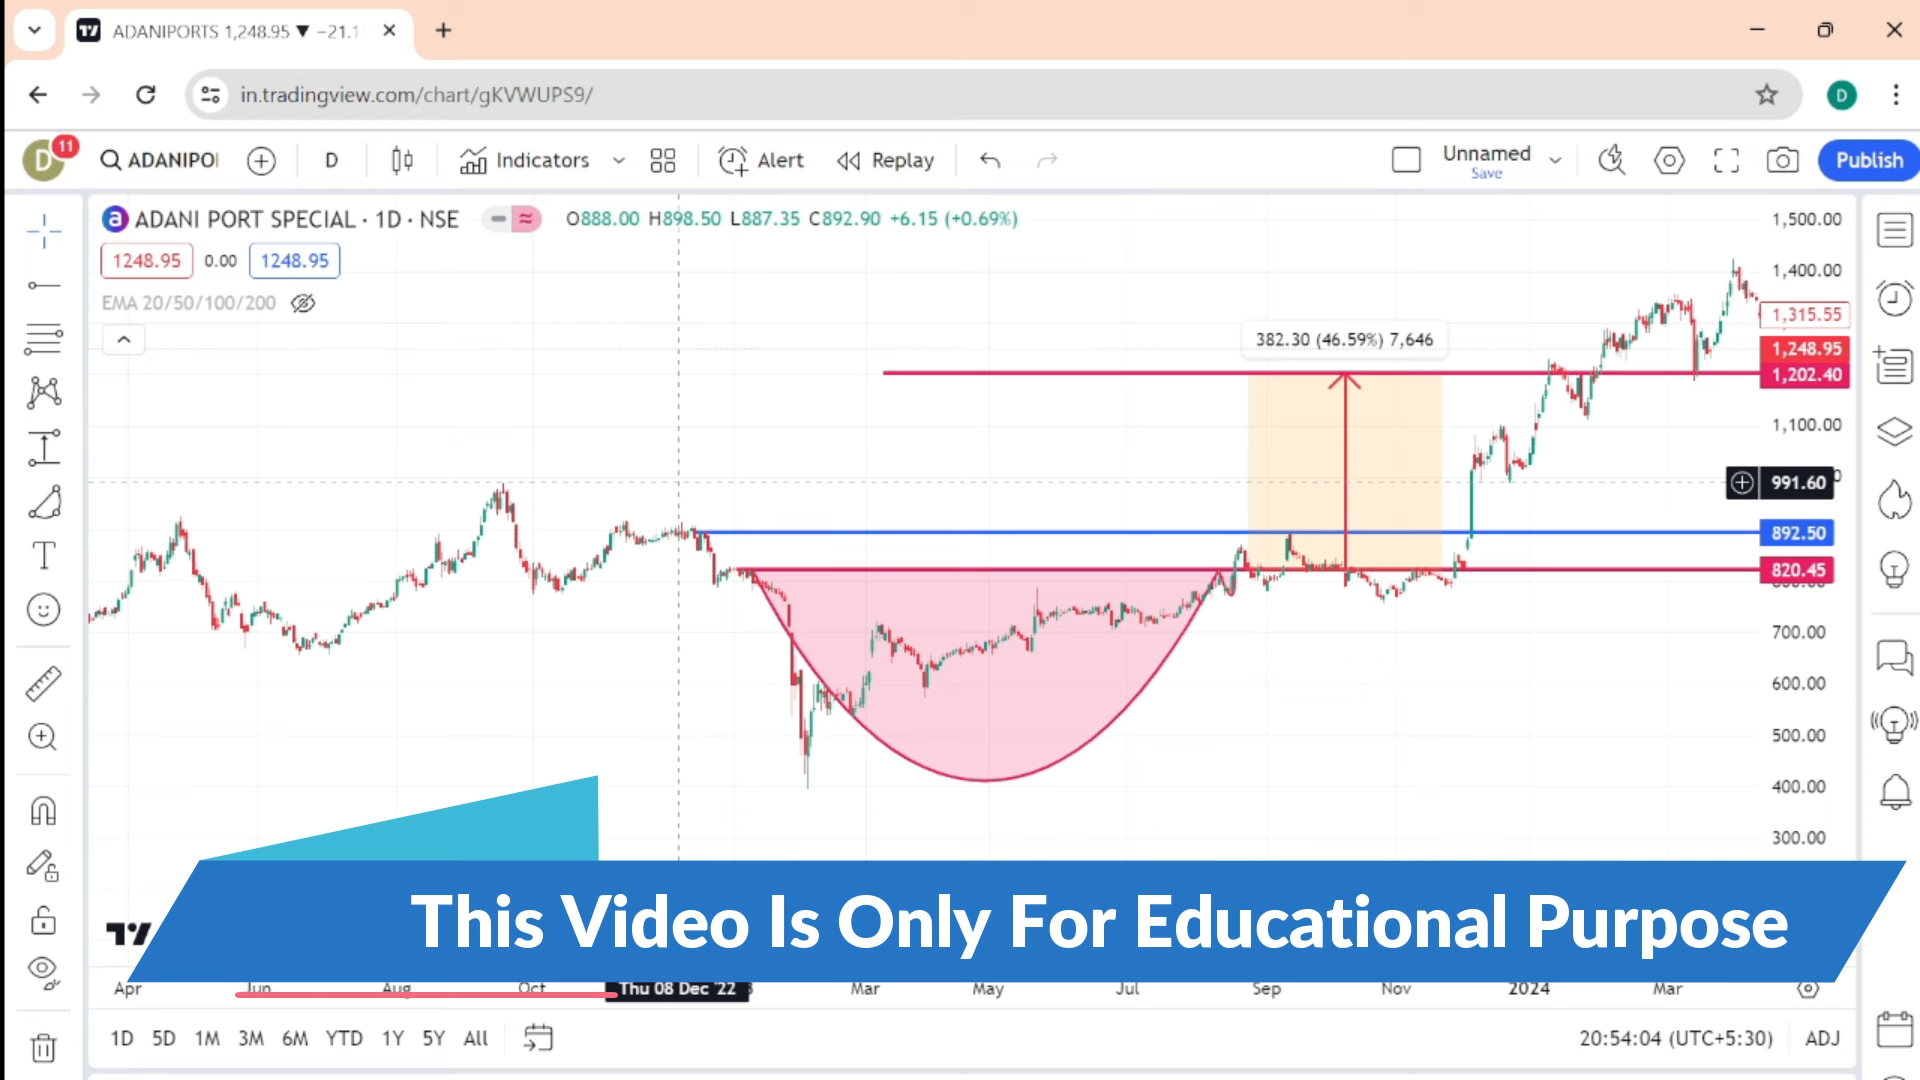 ADANIPORTS 1,248.95 ▼ −21.1
in.tradingview.com/chart/gKVWUPS9/
D
D 11 ADANIPO D Indicators Alert Replay Unnamed Save Publish
ADANI PORT SPECIAL · 1D · NSE O888.00 H898.50 L887.35 C892.90 +6.15 (+0.69%)
1248.95 0.00 1248.95
EMA 20/50/100/200
382.30 (46.59%) 7,646
1,500.00
1,400.00
1,315.55
1,248.95
1,202.40
1,100.00
991.60
892.50
820.45
700.00
600.00
500.00
400.00
300.00
This Video Is Only For Educational Purpose
Apr Jun Aug Oct Thu 08 Dec '22 Mar May Jul Sep Nov 2024 Mar
1D 5D 1M 3M 6M YTD 1Y 5Y All 20:54:04 (UTC+5:30) ADJ